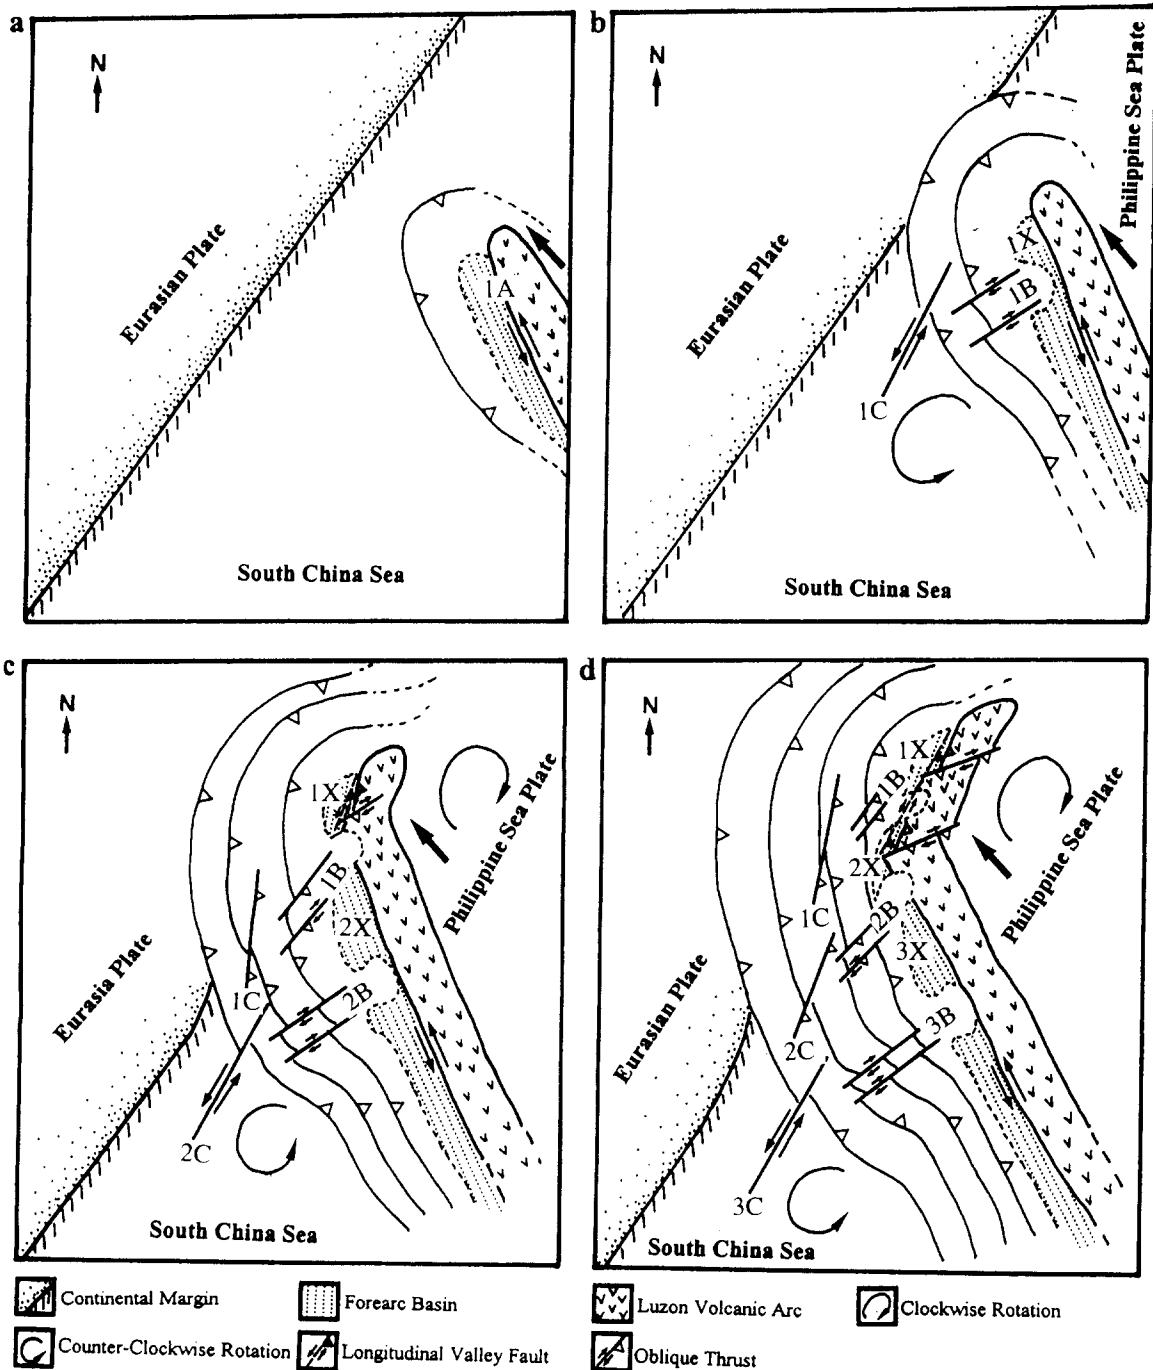 a
N
Eurasian Plate
1A
South China Sea
b
N
Philippine Sea Plate
Eurasian Plate
1X
1B
1C
South China Sea
c
N
Philippine Sea Plate
Eurasia Plate
1X
1B
2X
1C
2B
2C
South China Sea
d
N
Philippine Sea Plate
Eurasian Plate
1X
1B
2X
1C
2B
3X
2C
3B
3C
South China Sea
Continental Margin
Forearc Basin
Luzon Volcanic Arc
Clockwise Rotation
Counter-Clockwise Rotation
Longitudinal Valley Fault
Oblique Thrust